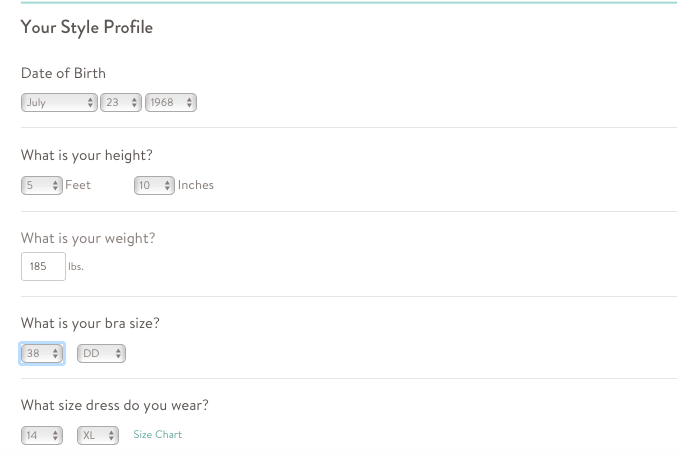 Your Style Profile
Date of Birth
July 23 1968
What is your height?
5 Feet 10 Inches
What is your weight?
185 lbs.
What is your bra size?
38 DD
What size dress do you wear?
14 XL Size Chart